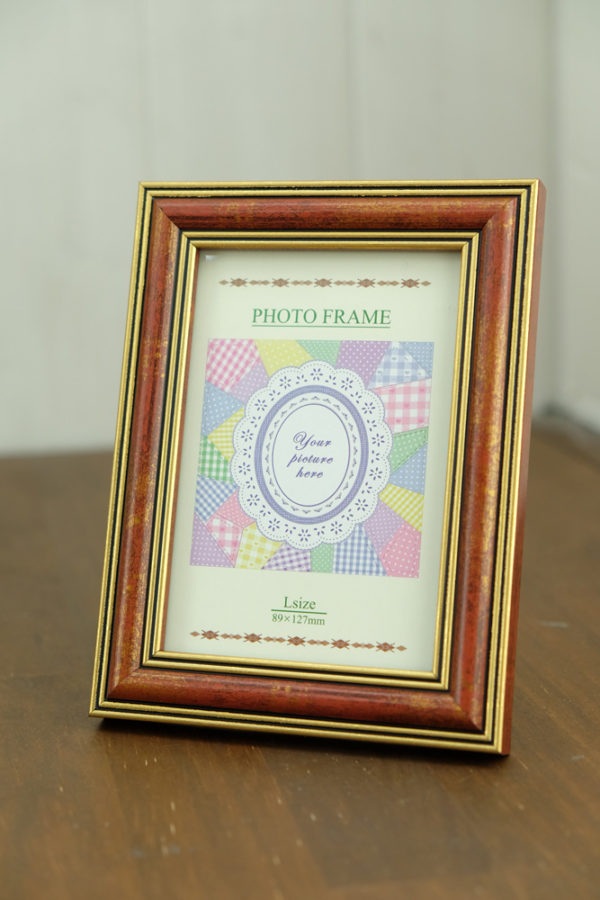 PHOTO FRAME
Your
picture
here
Lsize
89×127mm